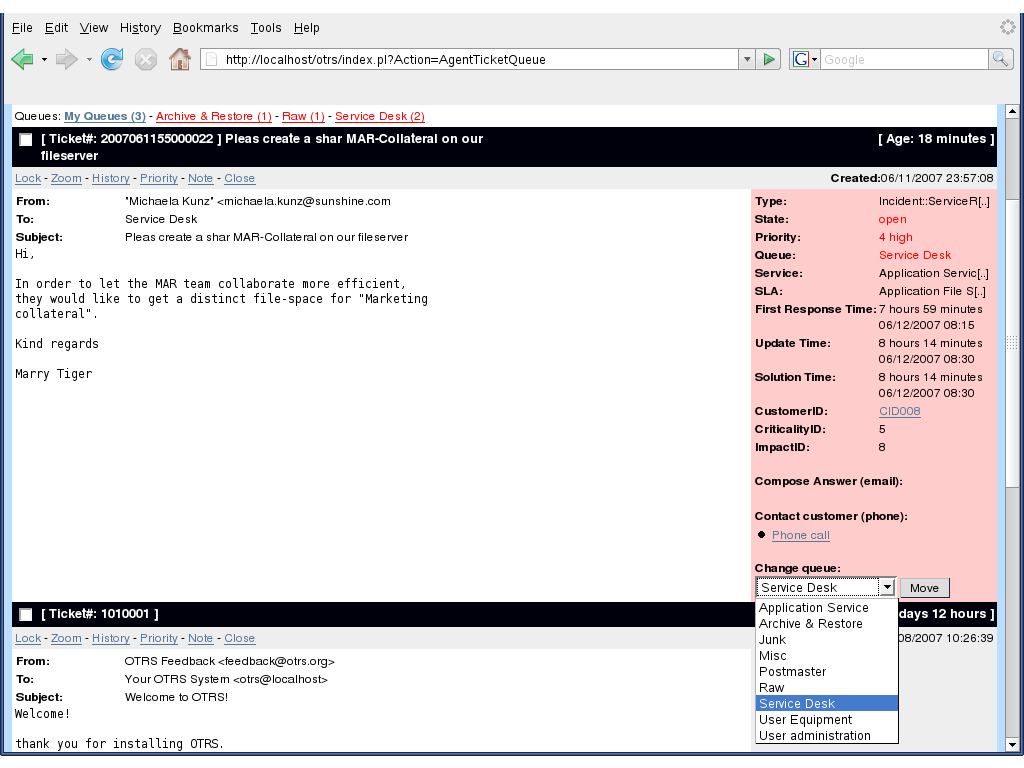 File Edit View History Bookmarks Tools Help
http://localhost/otrs/index.pl?Action=AgentTicketQueue
G Google
Queues: My Queues (3) - Archive & Restore (1) - Raw (1) - Service Desk (2)
[ Ticket#: 2007061155000022 ] Pleas create a shar MAR-Collateral on our
fileserver
[ Age: 18 minutes ]
Lock - Zoom - History - Priority - Note - Close
Created:06/11/2007 23:57:08
From: "Michaela Kunz" <michaela.kunz@sunshine.com
To: Service Desk
Subject: Pleas create a shar MAR-Collateral on our fileserver
Hi,
In order to let the MAR team collaborate more efficient,
they would like to get a distinct file-space for "Marketing
collateral".
Kind regards
Marry Tiger
Type: Incident::ServiceR[..]
State: open
Priority: 4 high
Queue: Service Desk
Service: Application Servic[..]
SLA: Application File S[..]
First Response Time: 7 hours 59 minutes
06/12/2007 08:15
Update Time: 8 hours 14 minutes
06/12/2007 08:30
Solution Time: 8 hours 14 minutes
06/12/2007 08:30
CustomerID: CID008
CriticalityID: 5
ImpactID: 8
Compose Answer (email):
Contact customer (phone):
Phone call
Change queue:
Service Desk Move
Application Service
Archive & Restore
Junk
Misc
Postmaster
Raw
Service Desk
User Equipment
User administration
[ Ticket#: 1010001 ]
days 12 hours ]
Lock - Zoom - History - Priority - Note - Close
08/2007 10:26:39
From: OTRS Feedback <feedback@otrs.org>
To: Your OTRS System <otrs@localhost>
Subject: Welcome to OTRS!
Welcome!
thank you for installing OTRS.